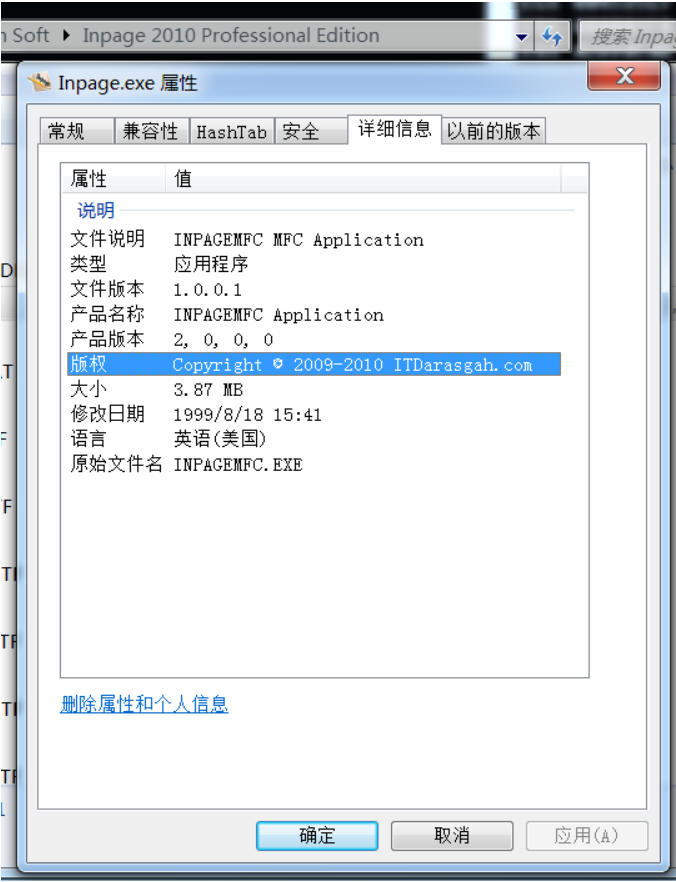 Soft ▸ Inpage 2010 Professional Edition
搜索 Inpa
Inpage.exe 属性
常规 兼容性 HashTab 安全 详细信息 以前的版本
属性 值
说明
文件说明 INPAGEMFC MFC Application
类型 应用程序
文件版本 1.0.0.1
产品名称 INPAGEMFC Application
产品版本 2, 0, 0, 0
版权 Copyright © 2009-2010 ITDarasgah.com
大小 3.87 MB
修改日期 1999/8/18 15:41
语言 英语(美国)
原始文件名 INPAGEMFC.EXE
删除属性和个人信息
确定 取消 应用(A)